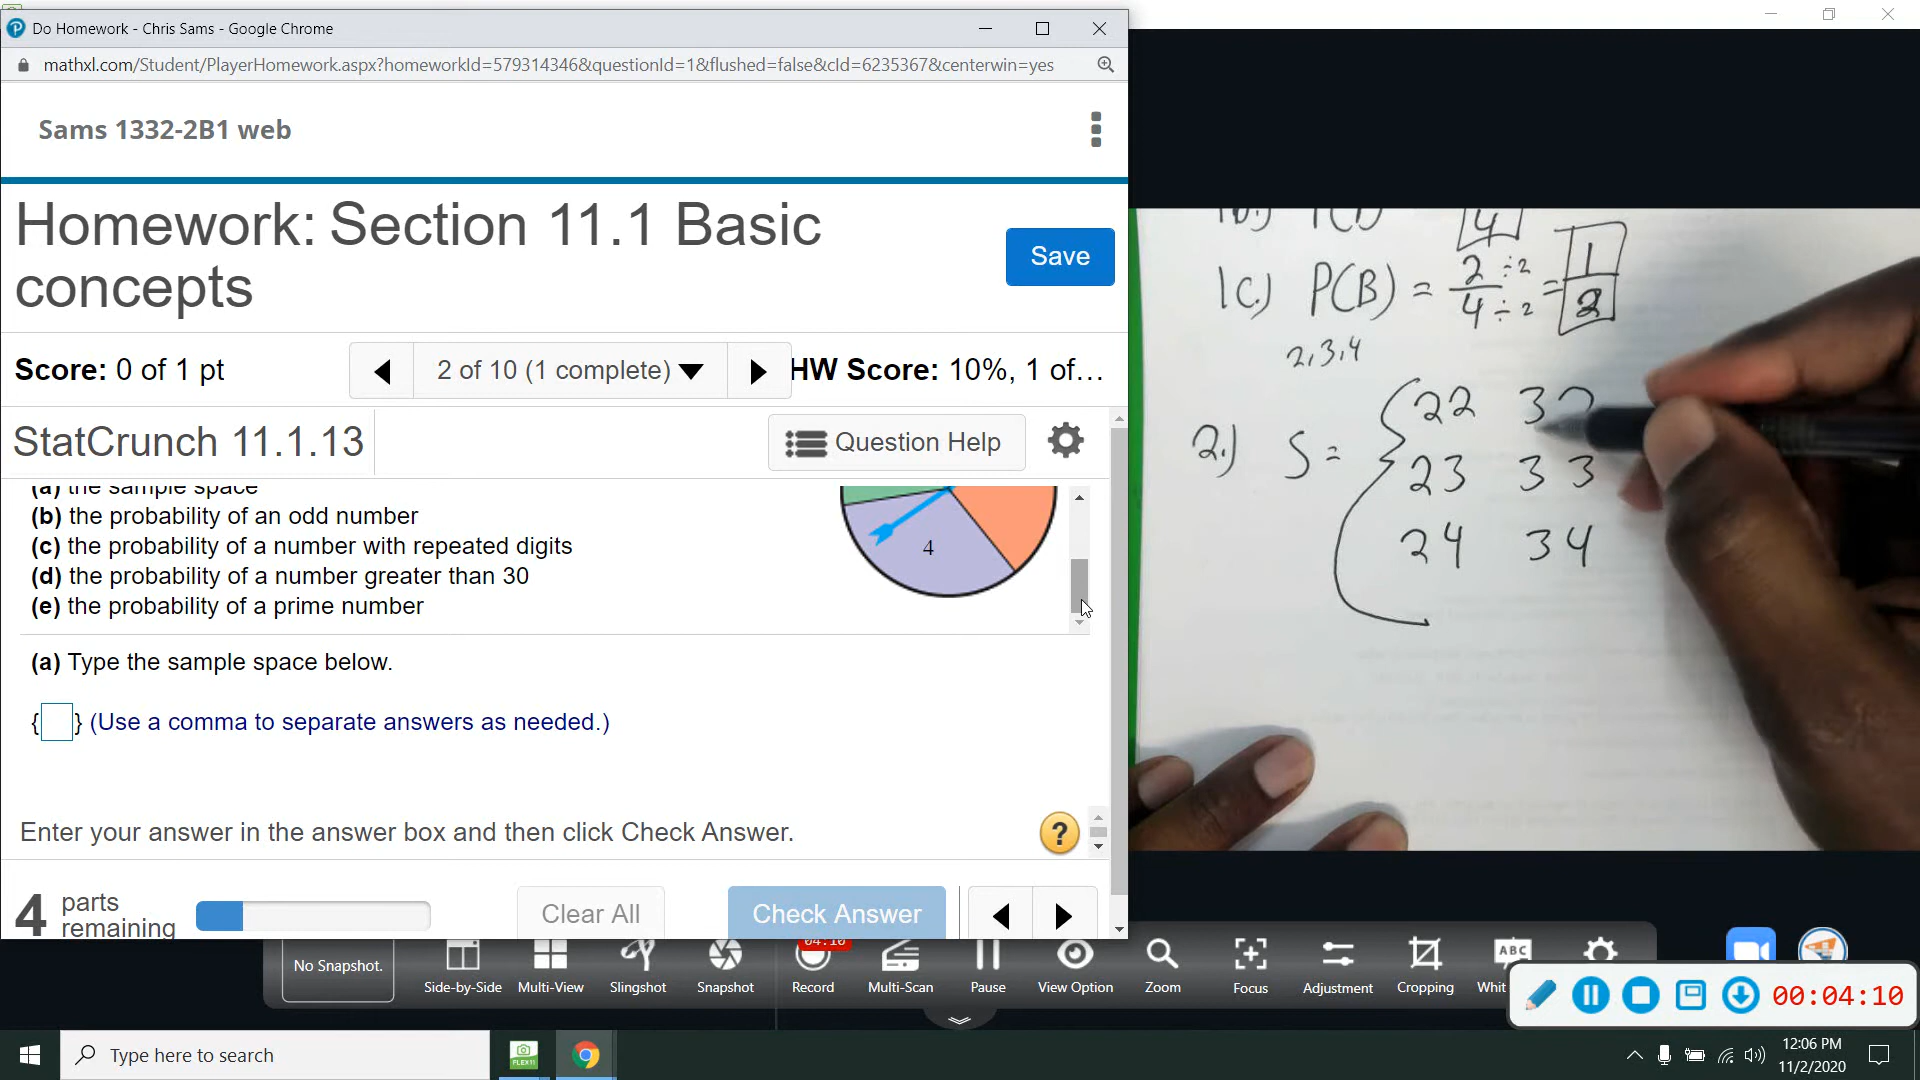 Do Homework - Chris Sams - Google Chrome
mathxl.com/Student/PlayerHomework.aspx?homeworkId=579314346&questionId=1&flushed=false&cId=6235367&centerwin=yes
Sams 1332-2B1 web
Homework: Section 11.1 Basic
concepts
Save
Score: 0 of 1 pt
2 of 10 (1 complete)
HW Score: 10%, 1 of…
StatCrunch 11.1.13
Question Help
(a) the sample space
(b) the probability of an odd number
(c) the probability of a number with repeated digits
(d) the probability of a number greater than 30
(e) the probability of a prime number
4
(a) Type the sample space below.
{ } (Use a comma to separate answers as needed.)
Enter your answer in the answer box and then click Check Answer.
?
4 parts
remaining
Clear All
Check Answer
4
1c.) P(B) = 2 ÷ 2 / 4 ÷ 2 = 1 / 2
2, 3, 4
2.) S = { 22 32
23 33
24 34
No Snapshot.
Side-by-Side
Multi-View
Slingshot
Snapshot
04:10
Record
Multi-Scan
Pause
View Option
Zoom
Focus
Adjustment
Cropping
ABC
00:04:10
Type here to search
FLEX11
12:06 PM
11/2/2020